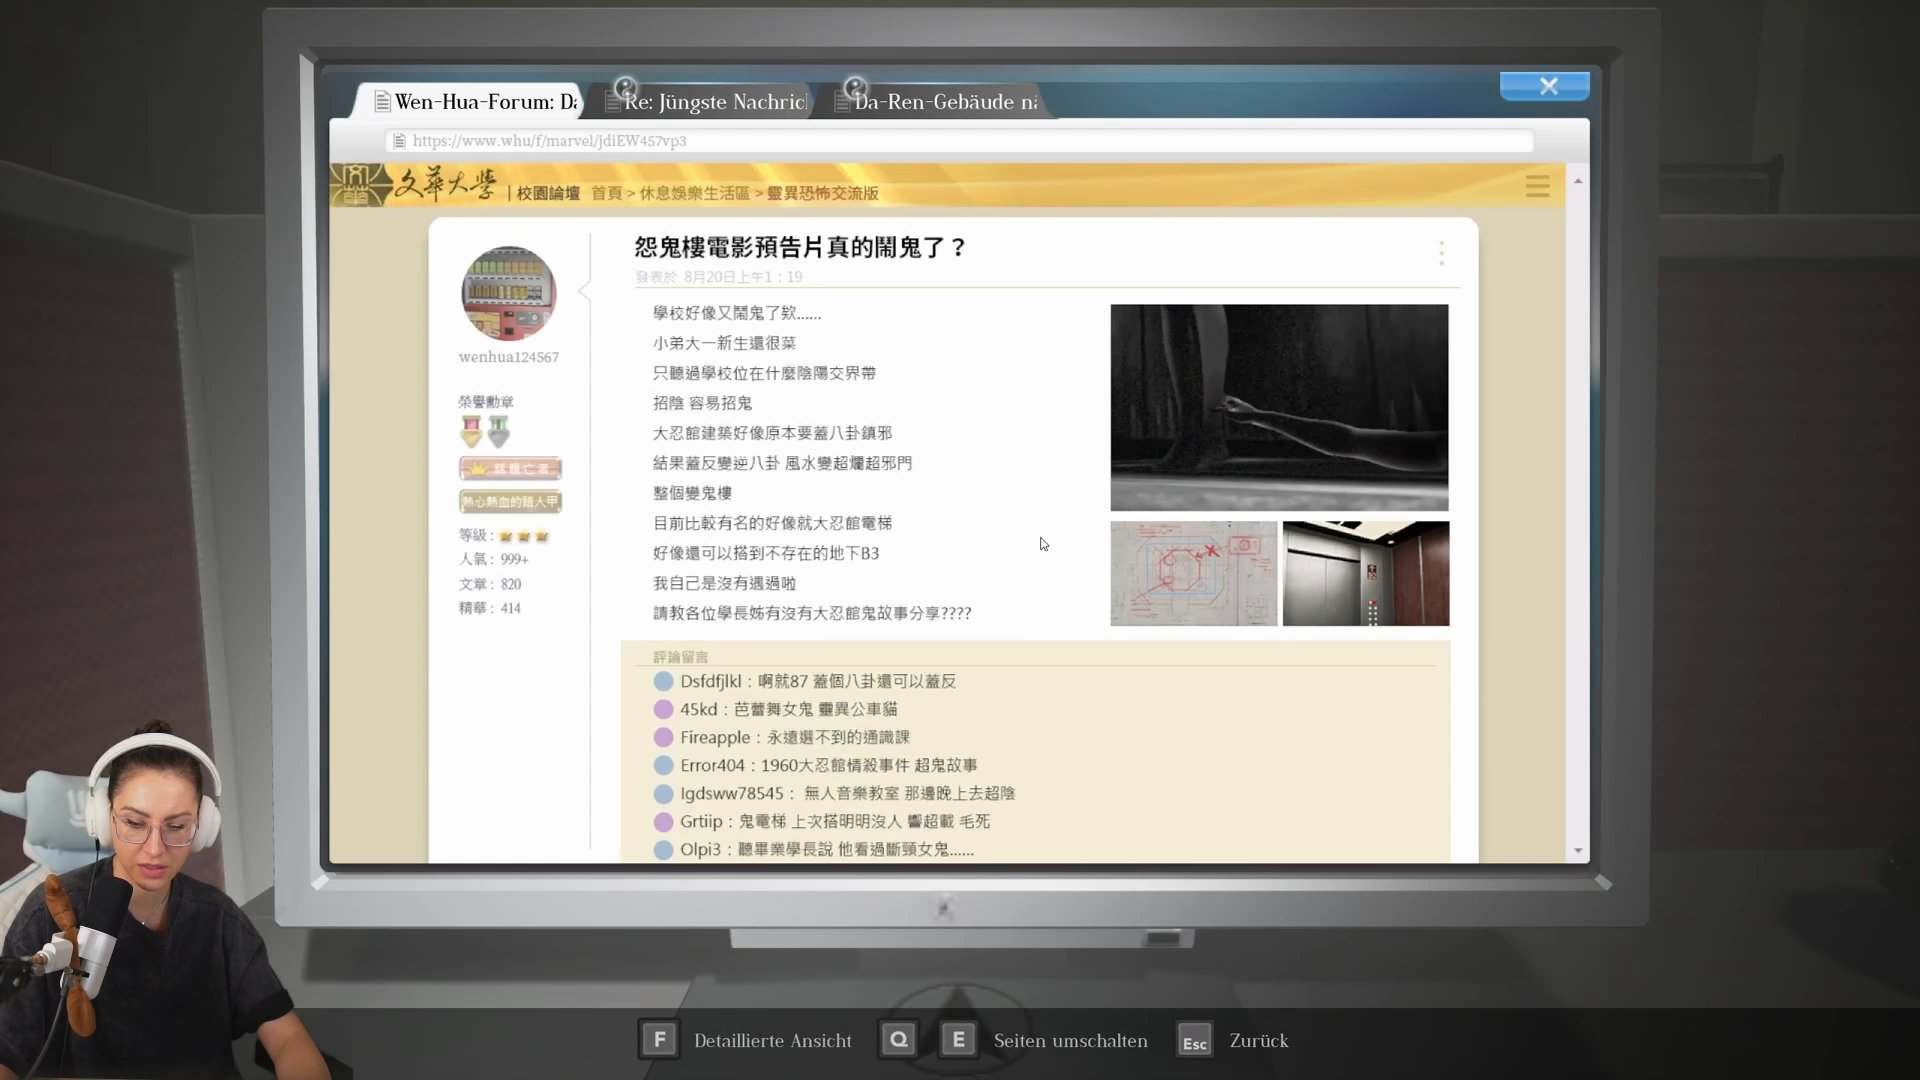 Wen-Hua-Forum: Da
Re: Jüngste Nachric
Da-Ren-Gebäude nä
https://www.whu/f/marvel/jdiEW457vp3
文華大學 | 校園論壇 首頁 > 休息娛樂生活區 > 靈異恐怖交流版
怨鬼樓電影預告片真的鬧鬼了？
發表於 8月20日上午1：19
wenhua124567
榮譽勳章
話題亡者
熱心熱血的路人甲
等級：
人氣：999+
文章：820
精華：414
學校好像又鬧鬼了欸......
小弟大一新生還很菜
只聽過學校位在什麼陰陽交界帶
招陰 容易招鬼
大忍館建築好像原本要蓋八卦鎮邪
結果蓋反變逆八卦 風水變超爛超邪門
整個變鬼樓
目前比較有名的好像就大忍館電梯
好像還可以搭到不存在的地下B3
我自己是沒有遇過啦
請教各位學長姊有沒有大忍館鬼故事分享????
評論留言
Dsfdfjlkl：啊就87 蓋個八卦還可以蓋反
45kd：芭蕾舞女鬼 靈異公車貓
Fireapple：永遠選不到的通識課
Error404：1960大忍館情殺事件 超鬼故事
Igdsww78545： 無人音樂教室 那邊晚上去超陰
Grtiip：鬼電梯 上次搭明明沒人 響超載 毛死
Olpi3：聽畢業學長說 他看過斷頸女鬼......
F Detaillierte Ansicht Q E Seiten umschalten Esc Zurück